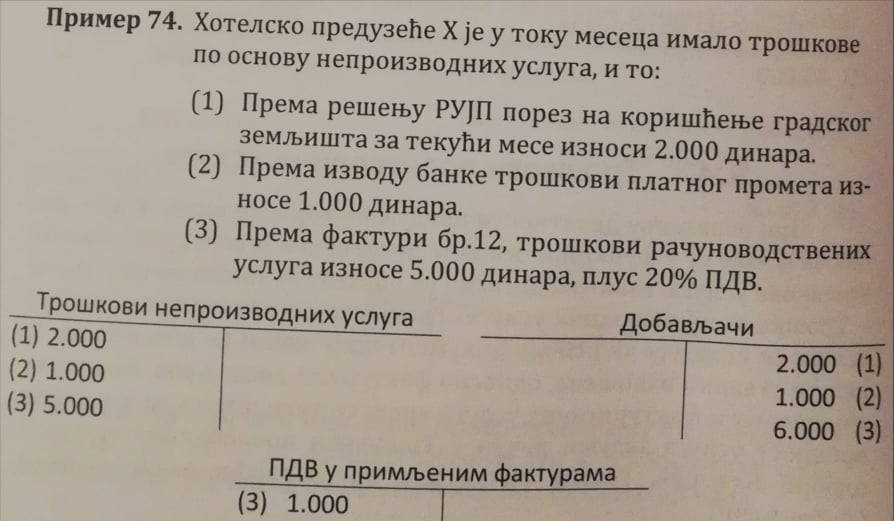 Пример 74. Хотелско предузеће X је у току месеца имало трошкове
по основу непроизводних услуга, и то:
(1) Према решењу РУЈП порез на коришћење градског
земљишта за текући месе износи 2.000 динара.
(2) Према изводу банке трошкови платног промета из-
носе 1.000 динара.
(3) Према фактури бр.12, трошкови рачуноводствених
услуга износе 5.000 динара, плус 20% ПДВ.
Трошкови непроизводних услуга
(1) 2.000
(2) 1.000
(3) 5.000
Добављачи
2.000 (1)
1.000 (2)
6.000 (3)
ПДВ у примљеним фактурама
(3) 1.000